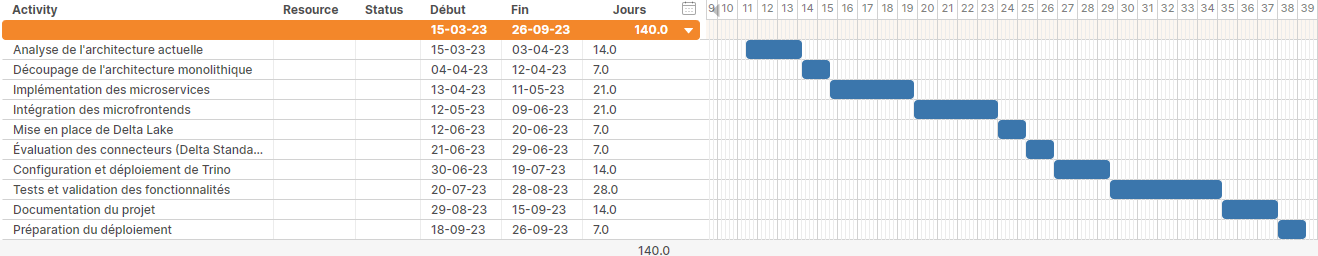 Activity Resource Status Début Fin Jours 9 10 11 12 13 14 15 16 17 18 19 20 21 22 23 24 25 26 27 28 29 30 31 32 33 34 35 36 37 38 39
15-03-23 26-09-23 140.0
Analyse de l'architecture actuelle 15-03-23 03-04-23 14.0
Découpage de l'architecture monolithique 04-04-23 12-04-23 7.0
Implémentation des microservices 13-04-23 11-05-23 21.0
Intégration des microfrontends 12-05-23 09-06-23 21.0
Mise en place de Delta Lake 12-06-23 20-06-23 7.0
Évaluation des connecteurs (Delta Standa... 21-06-23 29-06-23 7.0
Configuration et déploiement de Trino 30-06-23 19-07-23 14.0
Tests et validation des fonctionnalités 20-07-23 28-08-23 28.0
Documentation du projet 29-08-23 15-09-23 14.0
Préparation du déploiement 18-09-23 26-09-23 7.0
140.0